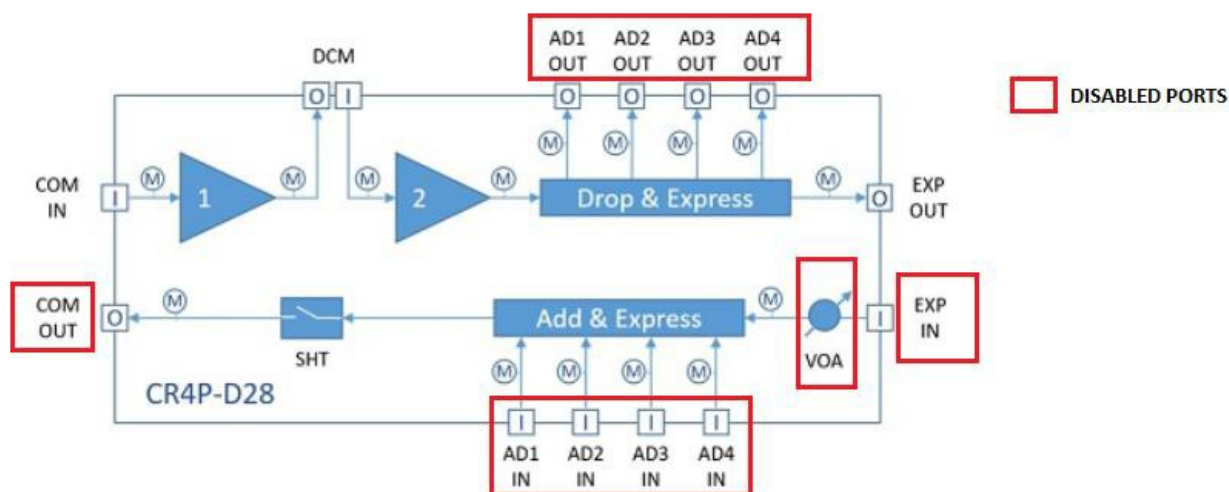 AD1 AD2 AD3 AD4
OUT OUT OUT OUT
DCM
DISABLED PORTS
O I O O O O
M M M M
COM
IN
I M 1 M M 2 M Drop & Express M O
EXP
OUT
COM
OUT
O M SHT Add & Express M VOA I
EXP
IN
M M M M
CR4P-D28
I I I I
AD1 AD2 AD3 AD4
IN IN IN IN